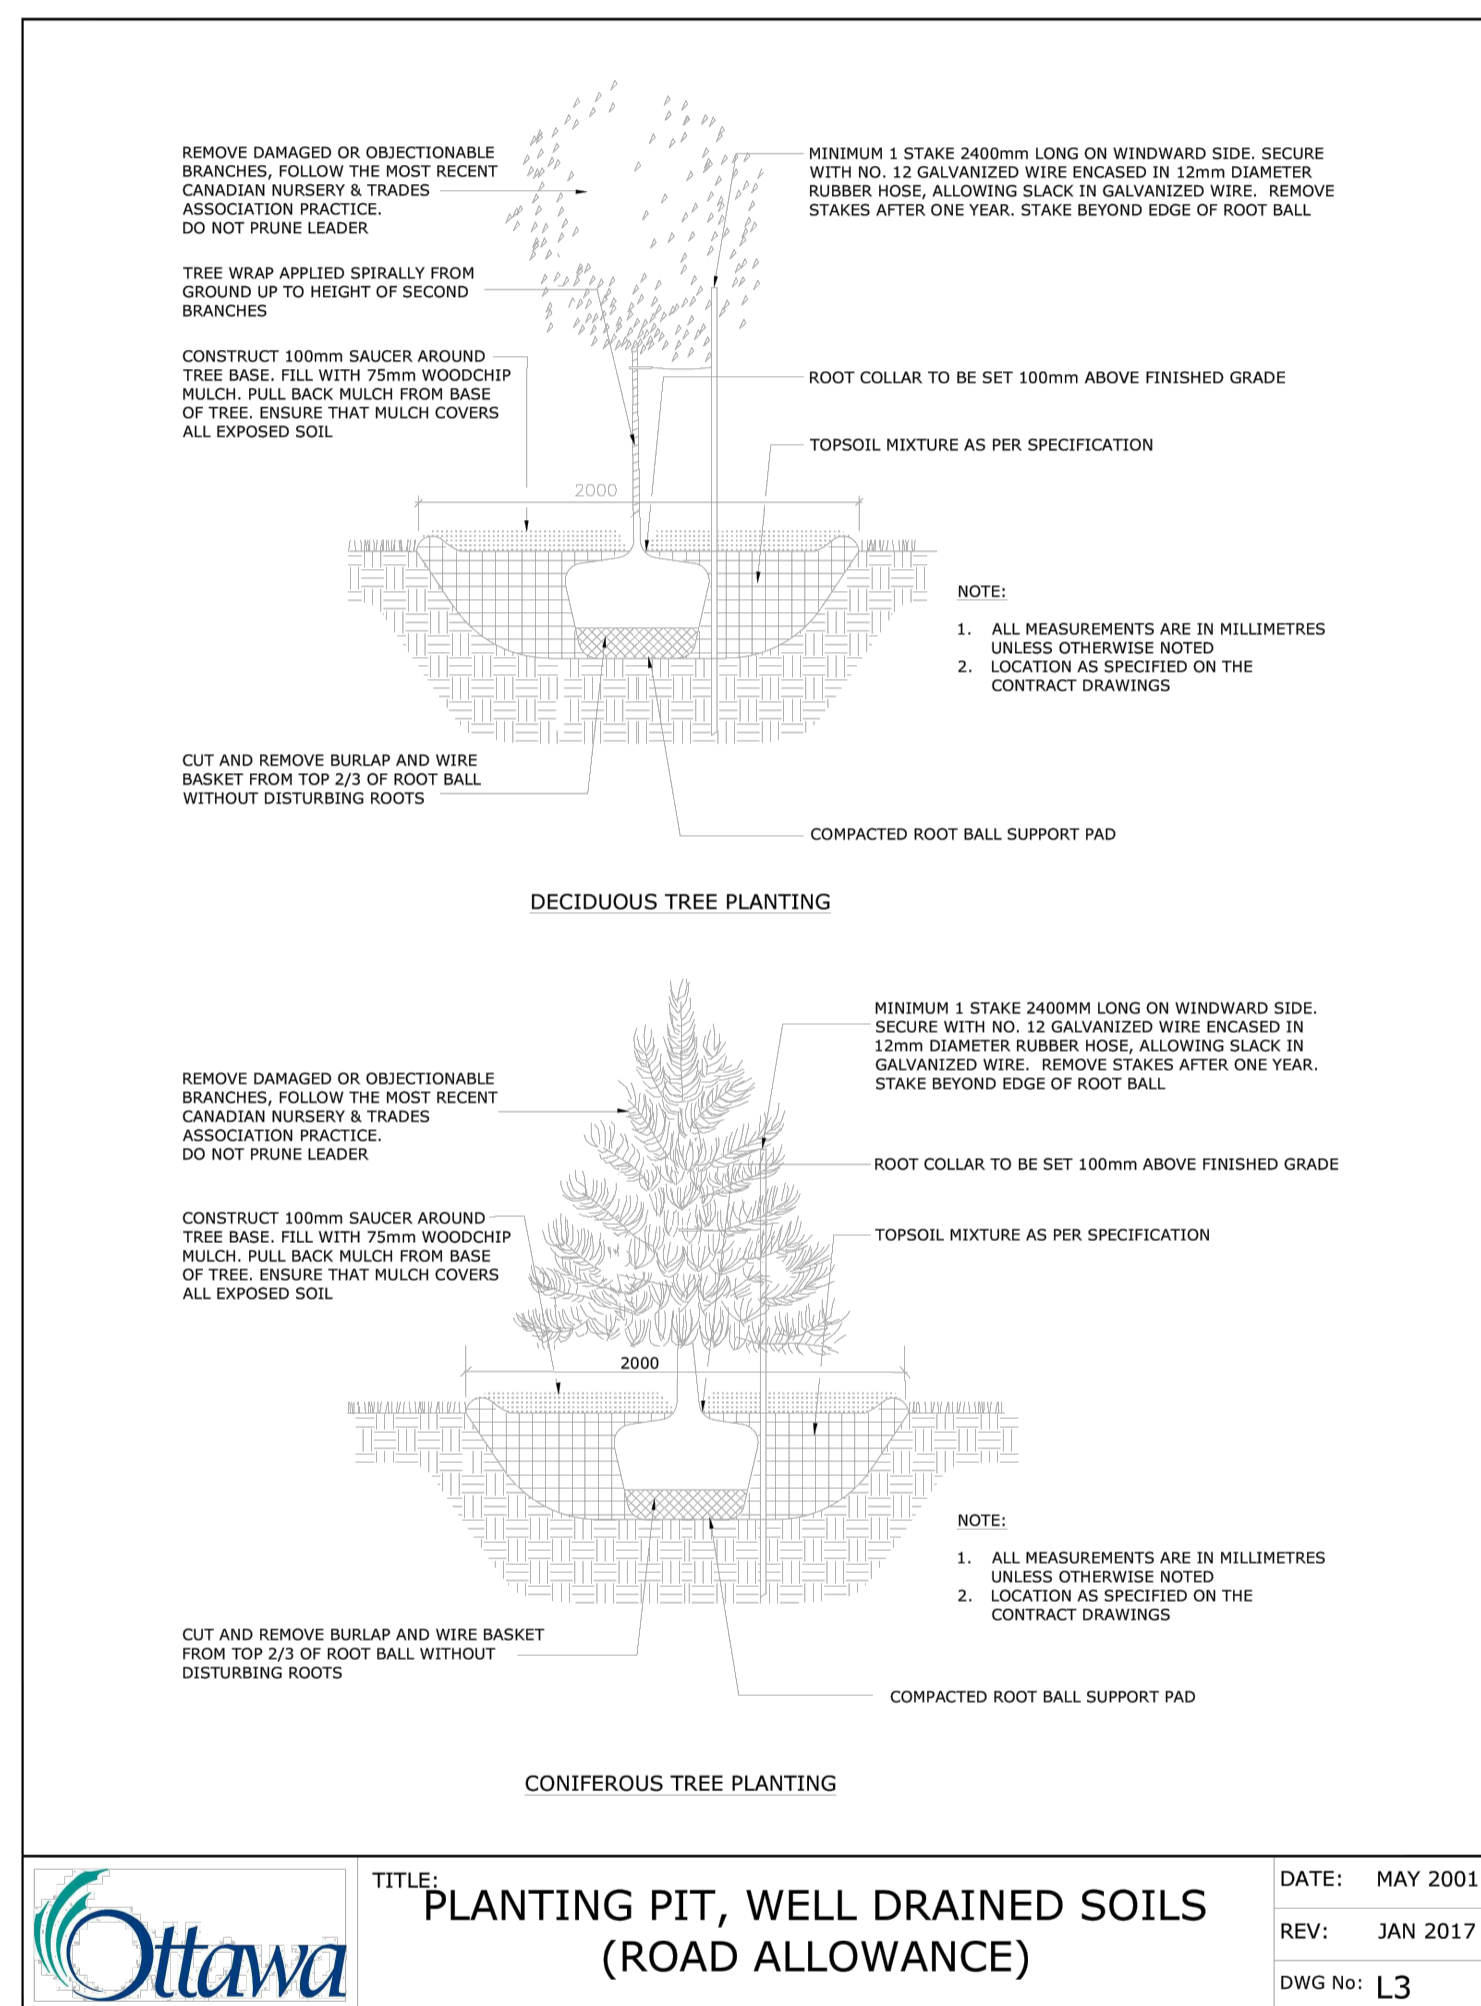 REMOVE DAMAGED OR OBJECTIONABLE
BRANCHES, FOLLOW THE MOST RECENT
CANADIAN NURSERY & TRADES
ASSOCIATION PRACTICE.
DO NOT PRUNE LEADER
TREE WRAP APPLIED SPIRALLY FROM
GROUND UP TO HEIGHT OF SECOND
BRANCHES
CONSTRUCT 100mm SAUCER AROUND
TREE BASE. FILL WITH 75mm WOODCHIP
MULCH. PULL BACK MULCH FROM BASE
OF TREE. ENSURE THAT MULCH COVERS
ALL EXPOSED SOIL
MINIMUM 1 STAKE 2400mm LONG ON WINDWARD SIDE. SECURE
WITH NO. 12 GALVANIZED WIRE ENCASED IN 12mm DIAMETER
RUBBER HOSE, ALLOWING SLACK IN GALVANIZED WIRE. REMOVE
STAKES AFTER ONE YEAR. STAKE BEYOND EDGE OF ROOT BALL
ROOT COLLAR TO BE SET 100mm ABOVE FINISHED GRADE
TOPSOIL MIXTURE AS PER SPECIFICATION
2000
NOTE:
1. ALL MEASUREMENTS ARE IN MILLIMETRES
UNLESS OTHERWISE NOTED
2. LOCATION AS SPECIFIED ON THE
CONTRACT DRAWINGS
CUT AND REMOVE BURLAP AND WIRE
BASKET FROM TOP 2/3 OF ROOT BALL
WITHOUT DISTURBING ROOTS
COMPACTED ROOT BALL SUPPORT PAD
DECIDUOUS TREE PLANTING
MINIMUM 1 STAKE 2400MM LONG ON WINDWARD SIDE.
SECURE WITH NO. 12 GALVANIZED WIRE ENCASED IN
12mm DIAMETER RUBBER HOSE, ALLOWING SLACK IN
GALVANIZED WIRE. REMOVE STAKES AFTER ONE YEAR.
STAKE BEYOND EDGE OF ROOT BALL
REMOVE DAMAGED OR OBJECTIONABLE
BRANCHES, FOLLOW THE MOST RECENT
CANADIAN NURSERY & TRADES
ASSOCIATION PRACTICE.
DO NOT PRUNE LEADER
ROOT COLLAR TO BE SET 100mm ABOVE FINISHED GRADE
CONSTRUCT 100mm SAUCER AROUND
TREE BASE. FILL WITH 75mm WOODCHIP
MULCH. PULL BACK MULCH FROM BASE
OF TREE. ENSURE THAT MULCH COVERS
ALL EXPOSED SOIL
TOPSOIL MIXTURE AS PER SPECIFICATION
2000
NOTE:
1. ALL MEASUREMENTS ARE IN MILLIMETRES
UNLESS OTHERWISE NOTED
2. LOCATION AS SPECIFIED ON THE
CONTRACT DRAWINGS
CUT AND REMOVE BURLAP AND WIRE BASKET
FROM TOP 2/3 OF ROOT BALL WITHOUT
DISTURBING ROOTS
COMPACTED ROOT BALL SUPPORT PAD
CONIFEROUS TREE PLANTING
Ottawa
TITLE:
PLANTING PIT, WELL DRAINED SOILS
(ROAD ALLOWANCE)
DATE: MAY 2001
REV: JAN 2017
DWG No: L3